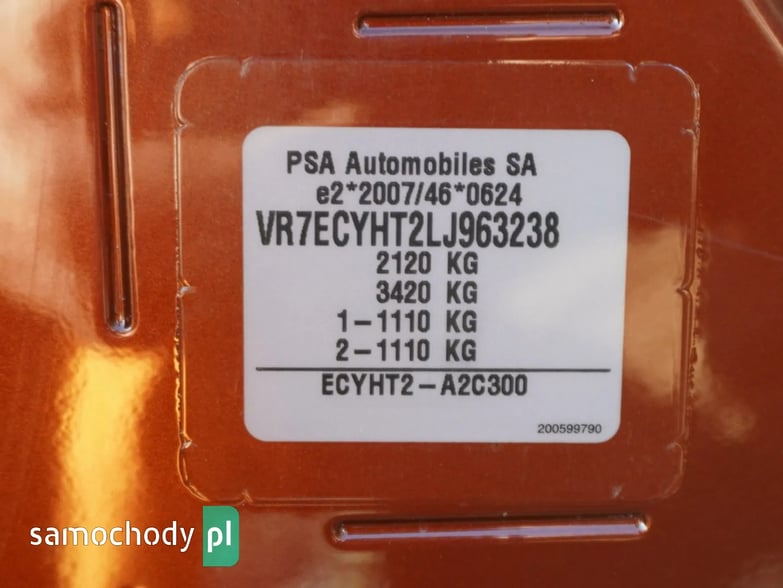 PSA Automobiles SA
e2*2007/46*0624
VR7ECYHT2LJ963238
2120 KG
3420 KG
1-1110 KG
2-1110 KG
ECYHT2-A2C300
200599790
samochody pl